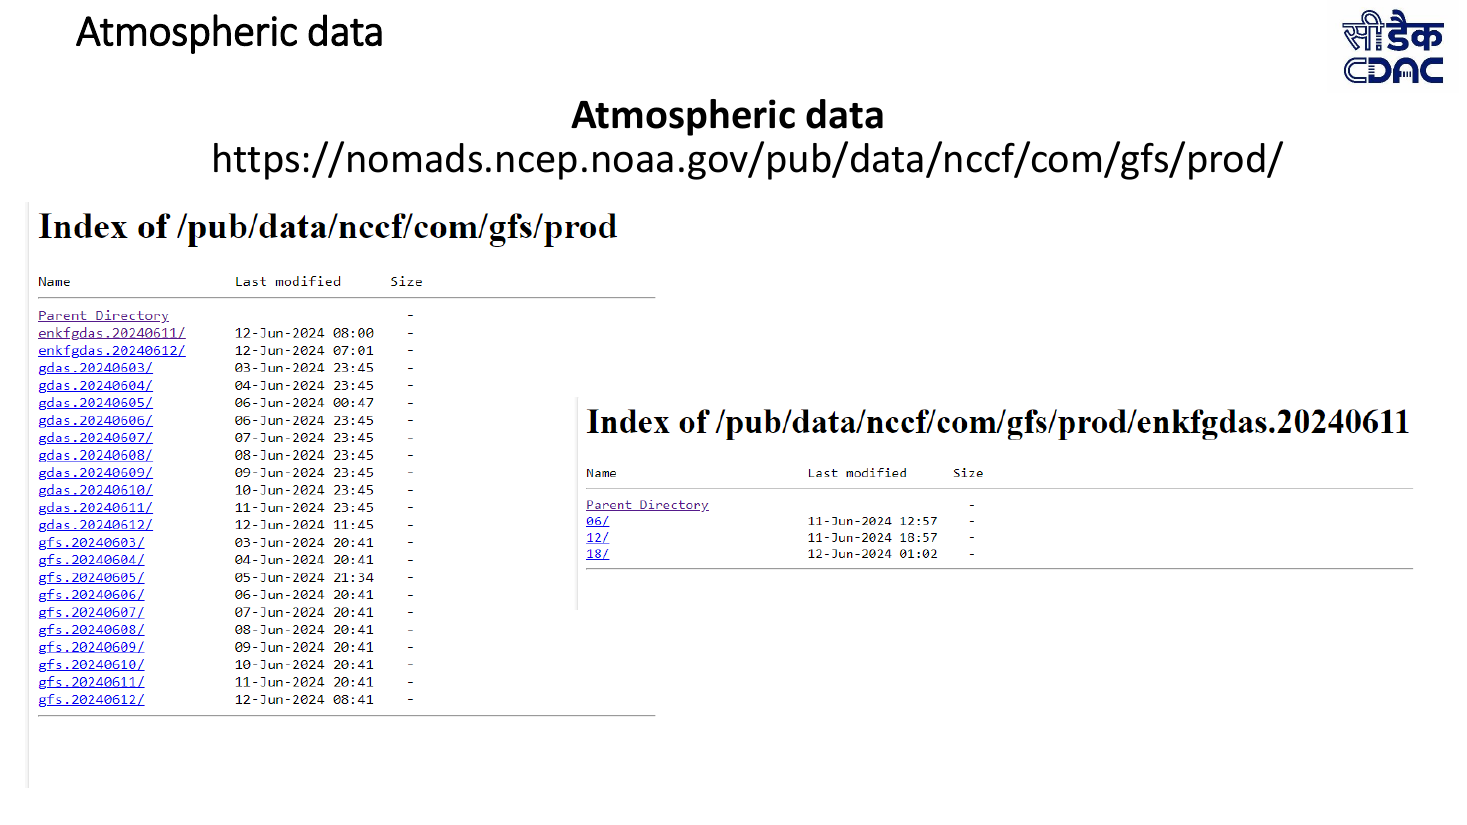 Atmospheric data
सी डैक
CDAC
Atmospheric data
https://nomads.ncep.noaa.gov/pub/data/nccf/com/gfs/prod/
Index of /pub/data/nccf/com/gfs/prod
Name Last modified Size
Parent Directory -
enkfgdas.20240611/ 12-Jun-2024 08:00 -
enkfgdas.20240612/ 12-Jun-2024 07:01 -
gdas.20240603/ 03-Jun-2024 23:45 -
gdas.20240604/ 04-Jun-2024 23:45 -
gdas.20240605/ 06-Jun-2024 00:47 -
gdas.20240606/ 06-Jun-2024 23:45 -
gdas.20240607/ 07-Jun-2024 23:45 -
gdas.20240608/ 08-Jun-2024 23:45 -
gdas.20240609/ 09-Jun-2024 23:45 -
gdas.20240610/ 10-Jun-2024 23:45 -
gdas.20240611/ 11-Jun-2024 23:45 -
gdas.20240612/ 12-Jun-2024 11:45 -
gfs.20240603/ 03-Jun-2024 20:41 -
gfs.20240604/ 04-Jun-2024 20:41 -
gfs.20240605/ 05-Jun-2024 21:34 -
gfs.20240606/ 06-Jun-2024 20:41 -
gfs.20240607/ 07-Jun-2024 20:41 -
gfs.20240608/ 08-Jun-2024 20:41 -
gfs.20240609/ 09-Jun-2024 20:41 -
gfs.20240610/ 10-Jun-2024 20:41 -
gfs.20240611/ 11-Jun-2024 20:41 -
gfs.20240612/ 12-Jun-2024 08:41 -
Index of /pub/data/nccf/com/gfs/prod/enkfgdas.20240611
Name Last modified Size
Parent Directory -
06/ 11-Jun-2024 12:57 -
12/ 11-Jun-2024 18:57 -
18/ 12-Jun-2024 01:02 -